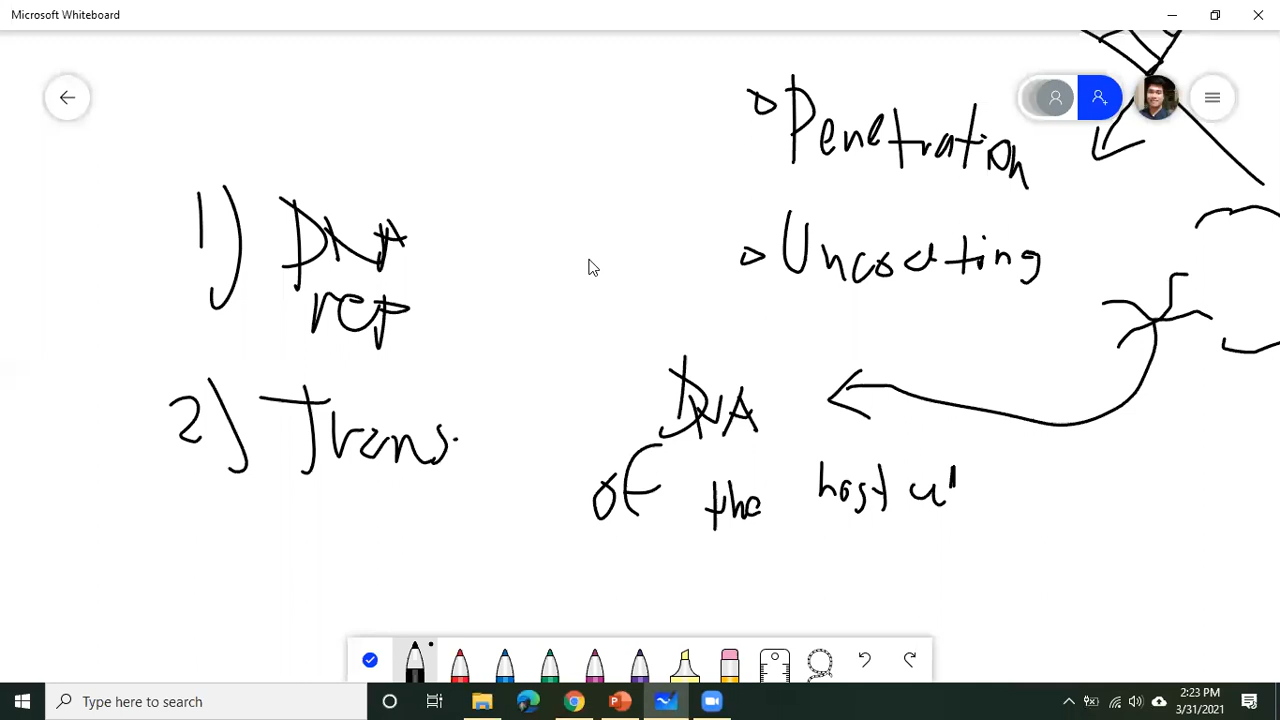 Microsoft Whiteboard
Penetration
Uncoating
1) DNA
rep
2) Trans.
DNA
of the host
Type here to search
2:23 PM
3/31/2021